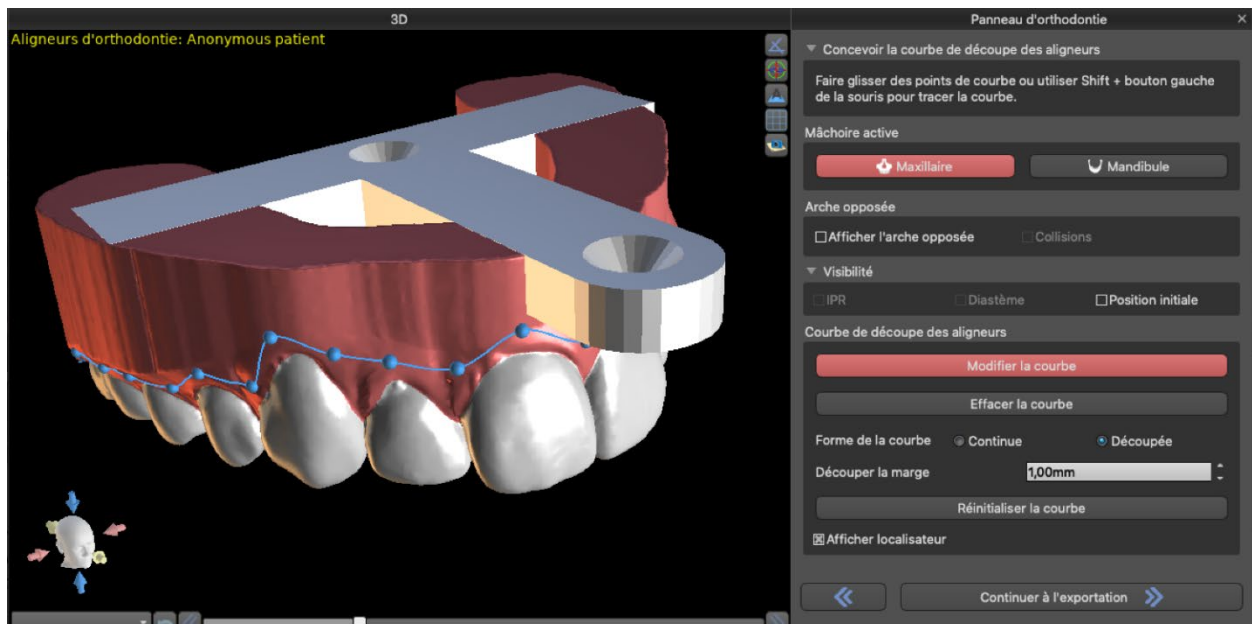 3D
Aligneurs d'orthodontie: Anonymous patient
Panneau d'orthodontie
Concevoir la courbe de découpe des aligneurs
Faire glisser des points de courbe ou utiliser Shift + bouton gauche
de la souris pour tracer la courbe.
Mâchoire active
Maxillaire
Mandibule
Arche opposée
Afficher l'arche opposée
Collisions
Visibilité
IPR
Diastème
Position initiale
Courbe de découpe des aligneurs
Modifier la courbe
Effacer la courbe
Forme de la courbe
Continue
Découpée
Découper la marge
1,00mm
Réinitialiser la courbe
Afficher localisateur
Continuer à l'exportation